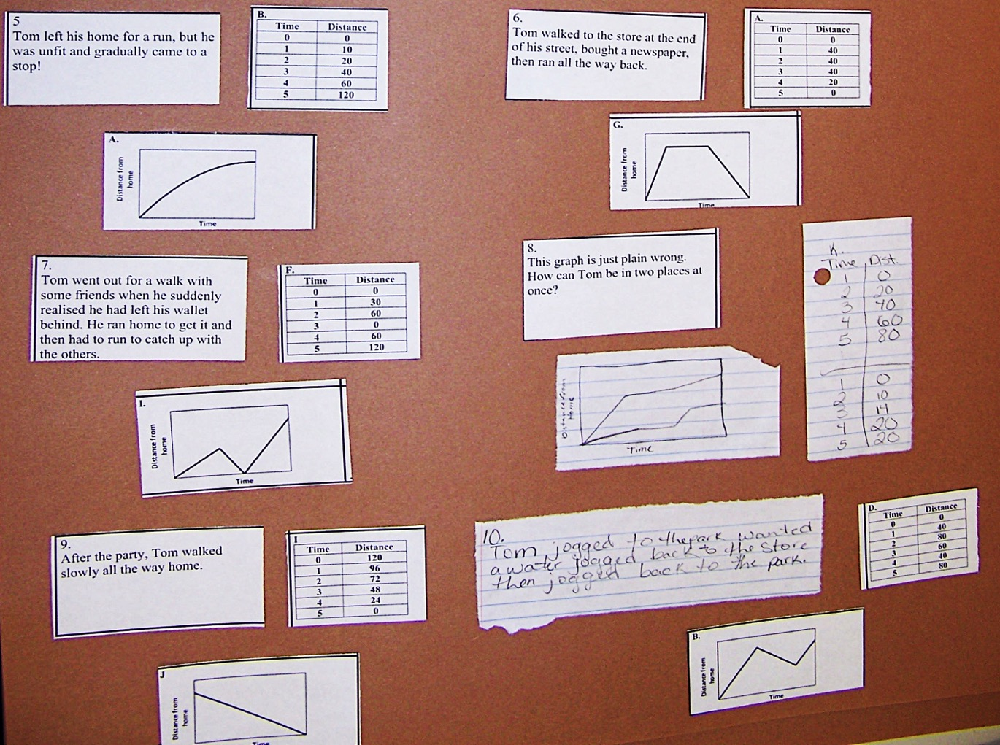 5
Tom left his home for a run, but he
was unfit and gradually came to a
stop!
B.
Time Distance
0 0
1 10
2 20
3 40
4 60
5 120
A.
Distance from
home
Time
6.
Tom walked to the store at the end
of his street, bought a newspaper,
then ran all the way back.
A.
Time Distance
0 0
1 40
2 40
3 40
4 20
5 0
G.
Distance from
home
Time
7.
Tom went out for a walk with
some friends when he suddenly
realised he had left his wallet
behind. He ran home to get it and
then had to run to catch up with
the others.
F.
Time Distance
0 0
1 30
2 60
3 0
4 60
5 120
I.
Distance from
home
Time
8.
This graph is just plain wrong.
How can Tom be in two places at
once?
K.
Time Dist.
1 0
2 20
3 40
4 60
5 80
1 0
2 10
3 14
4 20
5 20
Distance from
Home
Time
9.
After the party, Tom walked
slowly all the way home.
I
Time Distance
0 120
1 96
2 72
3 48
4 24
5 0
J
Distance from
home
Time
10.
Tom jogged to the park wanted
a water jogged back to the store
then jogged back to the park.
D.
Time Distance
0 0
1 40
2 80
3 60
4 40
5 80
B.
Distance from
home
Time